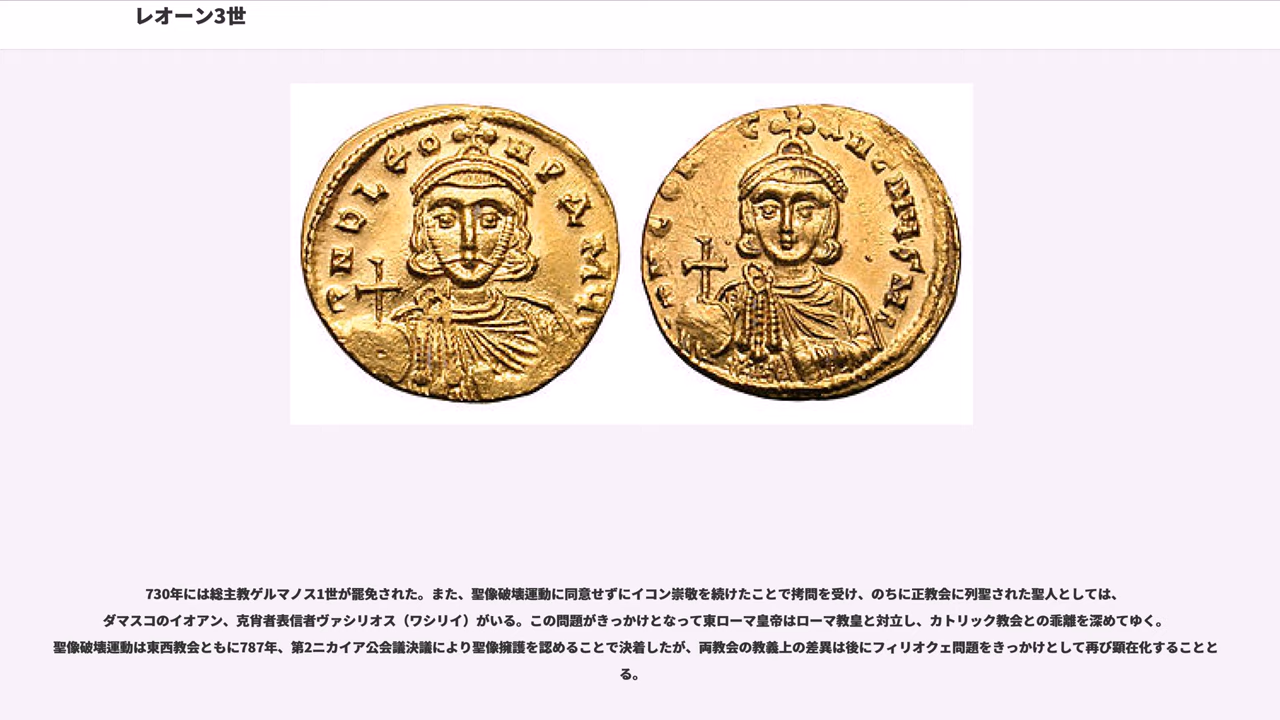 レオーン3世
730年には総主教ゲルマノス1世が罷免された。また、聖像破壊運動に同意せずにイコン崇敬を続けたことで拷問を受け、のちに正教会に列聖された聖人としては、
ダマスコのイオアン、克肖者表信者ヴァシリオス（ワシリイ）がいる。この問題がきっかけとなって東ローマ皇帝はローマ教皇と対立し、カトリック教会との乖離を深めてゆく。
聖像破壊運動は東西教会ともに787年、第2ニカイア公会議決議により聖像擁護を認めることで決着したが、両教会の教義上の差異は後にフィリオクェ問題をきっかけとして再び顕在化することと
る。